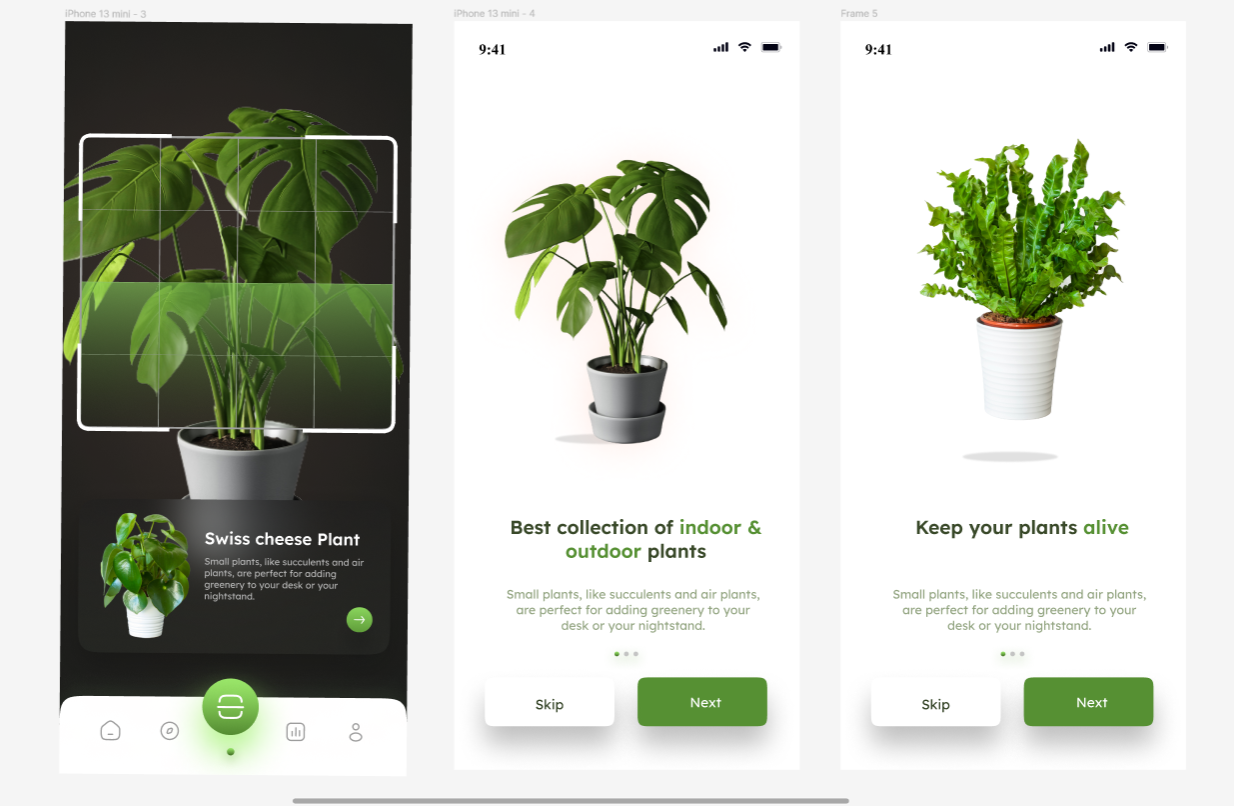 iPhone 13 mini - 3
Swiss cheese Plant
Small plants, like succulents and air
plants, are perfect for adding
greenery to your desk or your
nightstand.
iPhone 13 mini - 4
9:41
Best collection of indoor &
outdoor plants
Small plants, like succulents and air plants,
are perfect for adding greenery to your
desk or your nightstand.
Skip
Next
Frame 5
9:41
Keep your plants alive
Small plants, like succulents and air plants,
are perfect for adding greenery to your
desk or your nightstand.
Skip
Next